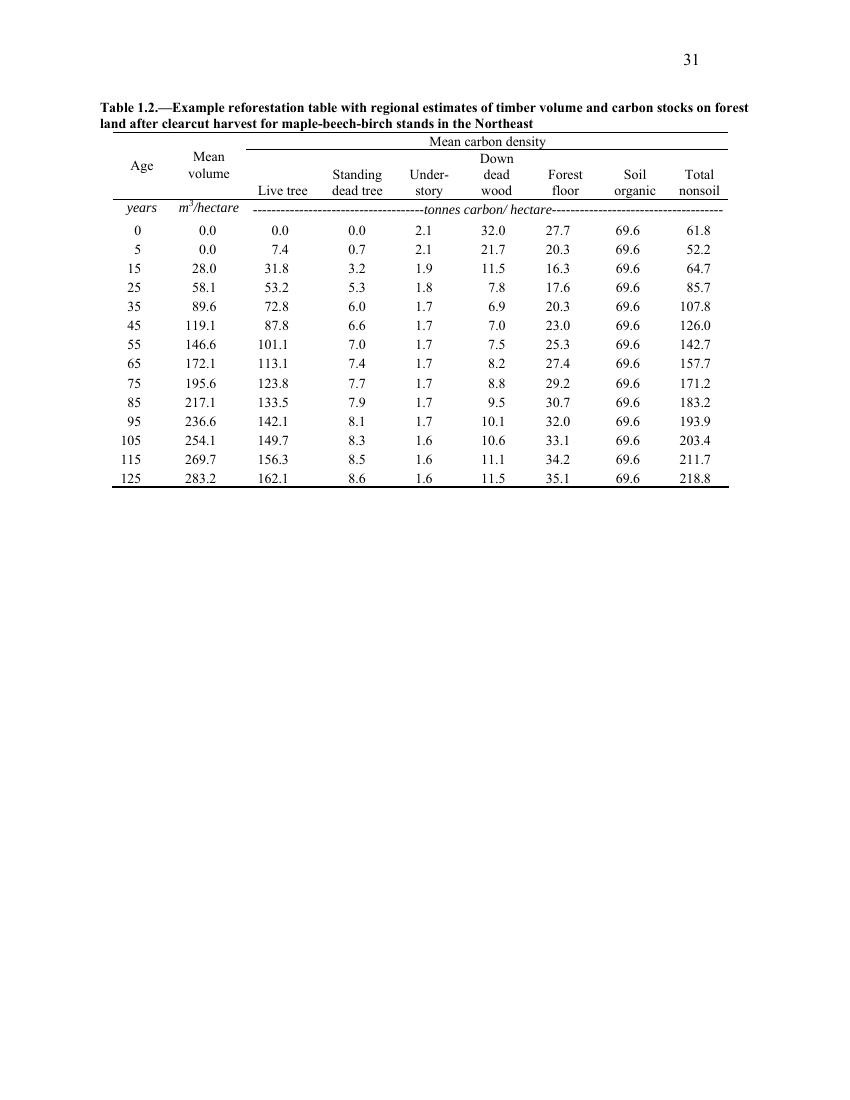 31
Table 1.2.—Example reforestation table with regional estimates of timber volume and carbon stocks on forest
land after clearcut harvest for maple-beech-birch stands in the Northeast
Age Mean volume Mean carbon density
Live tree Standing dead tree Under-story Down dead wood Forest floor Soil organic Total nonsoil
years m³/hectare -------------------------------------tonnes carbon/ hectare-------------------------------------
0 0.0 0.0 0.0 2.1 32.0 27.7 69.6 61.8
5 0.0 7.4 0.7 2.1 21.7 20.3 69.6 52.2
15 28.0 31.8 3.2 1.9 11.5 16.3 69.6 64.7
25 58.1 53.2 5.3 1.8 7.8 17.6 69.6 85.7
35 89.6 72.8 6.0 1.7 6.9 20.3 69.6 107.8
45 119.1 87.8 6.6 1.7 7.0 23.0 69.6 126.0
55 146.6 101.1 7.0 1.7 7.5 25.3 69.6 142.7
65 172.1 113.1 7.4 1.7 8.2 27.4 69.6 157.7
75 195.6 123.8 7.7 1.7 8.8 29.2 69.6 171.2
85 217.1 133.5 7.9 1.7 9.5 30.7 69.6 183.2
95 236.6 142.1 8.1 1.7 10.1 32.0 69.6 193.9
105 254.1 149.7 8.3 1.6 10.6 33.1 69.6 203.4
115 269.7 156.3 8.5 1.6 11.1 34.2 69.6 211.7
125 283.2 162.1 8.6 1.6 11.5 35.1 69.6 218.8